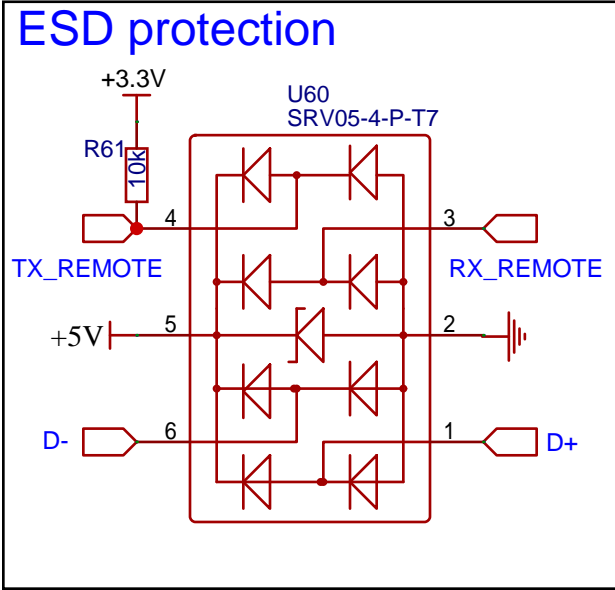 ESD protection
+3.3V
U60
SRV05-4-P-T7
R61
10k
4
3
TX_REMOTE
RX_REMOTE
+5V
5
2
D-
6
1
D+